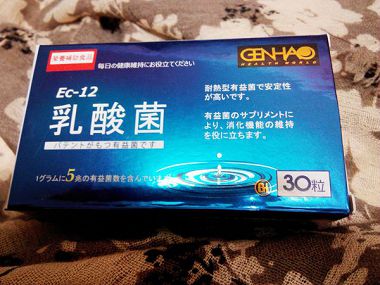 栄養補助食品
毎日の健康維持にお役立てください
GENHAO
HEALTH WORLD
Ec-12
乳酸菌
パテントがもつ有益菌です
耐熱型有益菌で安定性
が高いです。
有益菌のサプリメントに
より、消化機能の維持
を役に立ちます。
1グラムに5兆の有益菌数を含んでいます
30粒